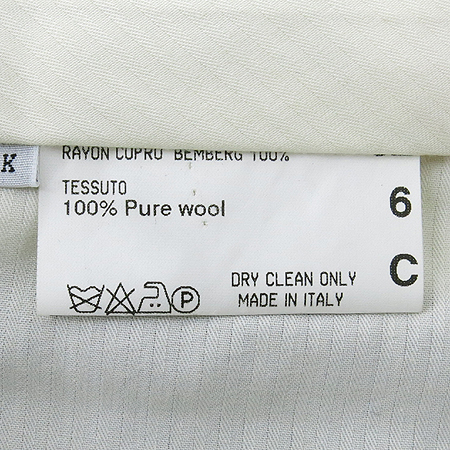 K
RAYON CUPRO BEMBERG 100%
TESSUTO
100% Pure wool
6
C
DRY CLEAN ONLY
MADE IN ITALY
P